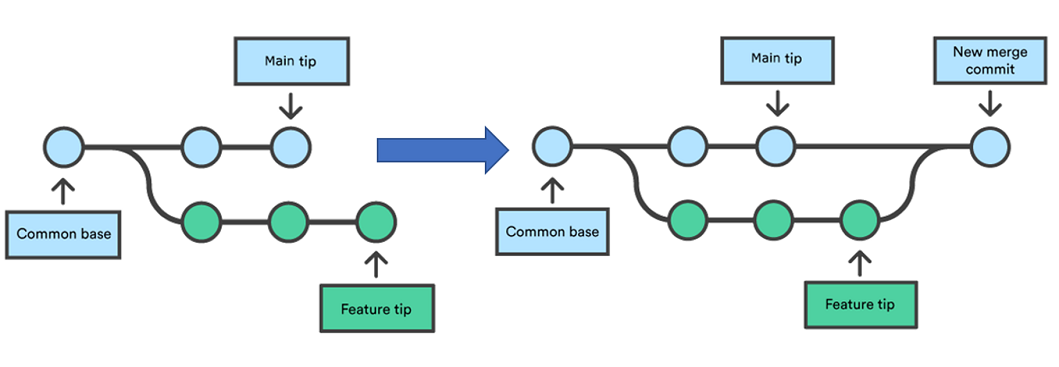 Main tip
Common base
Feature tip
Main tip
New merge
commit
Common base
Feature tip